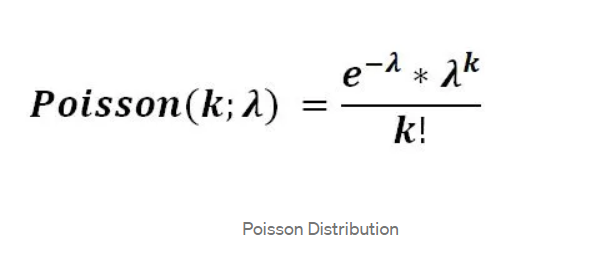 Poisson(k; λ) = e^{-λ} * λ^k / k!
Poisson Distribution